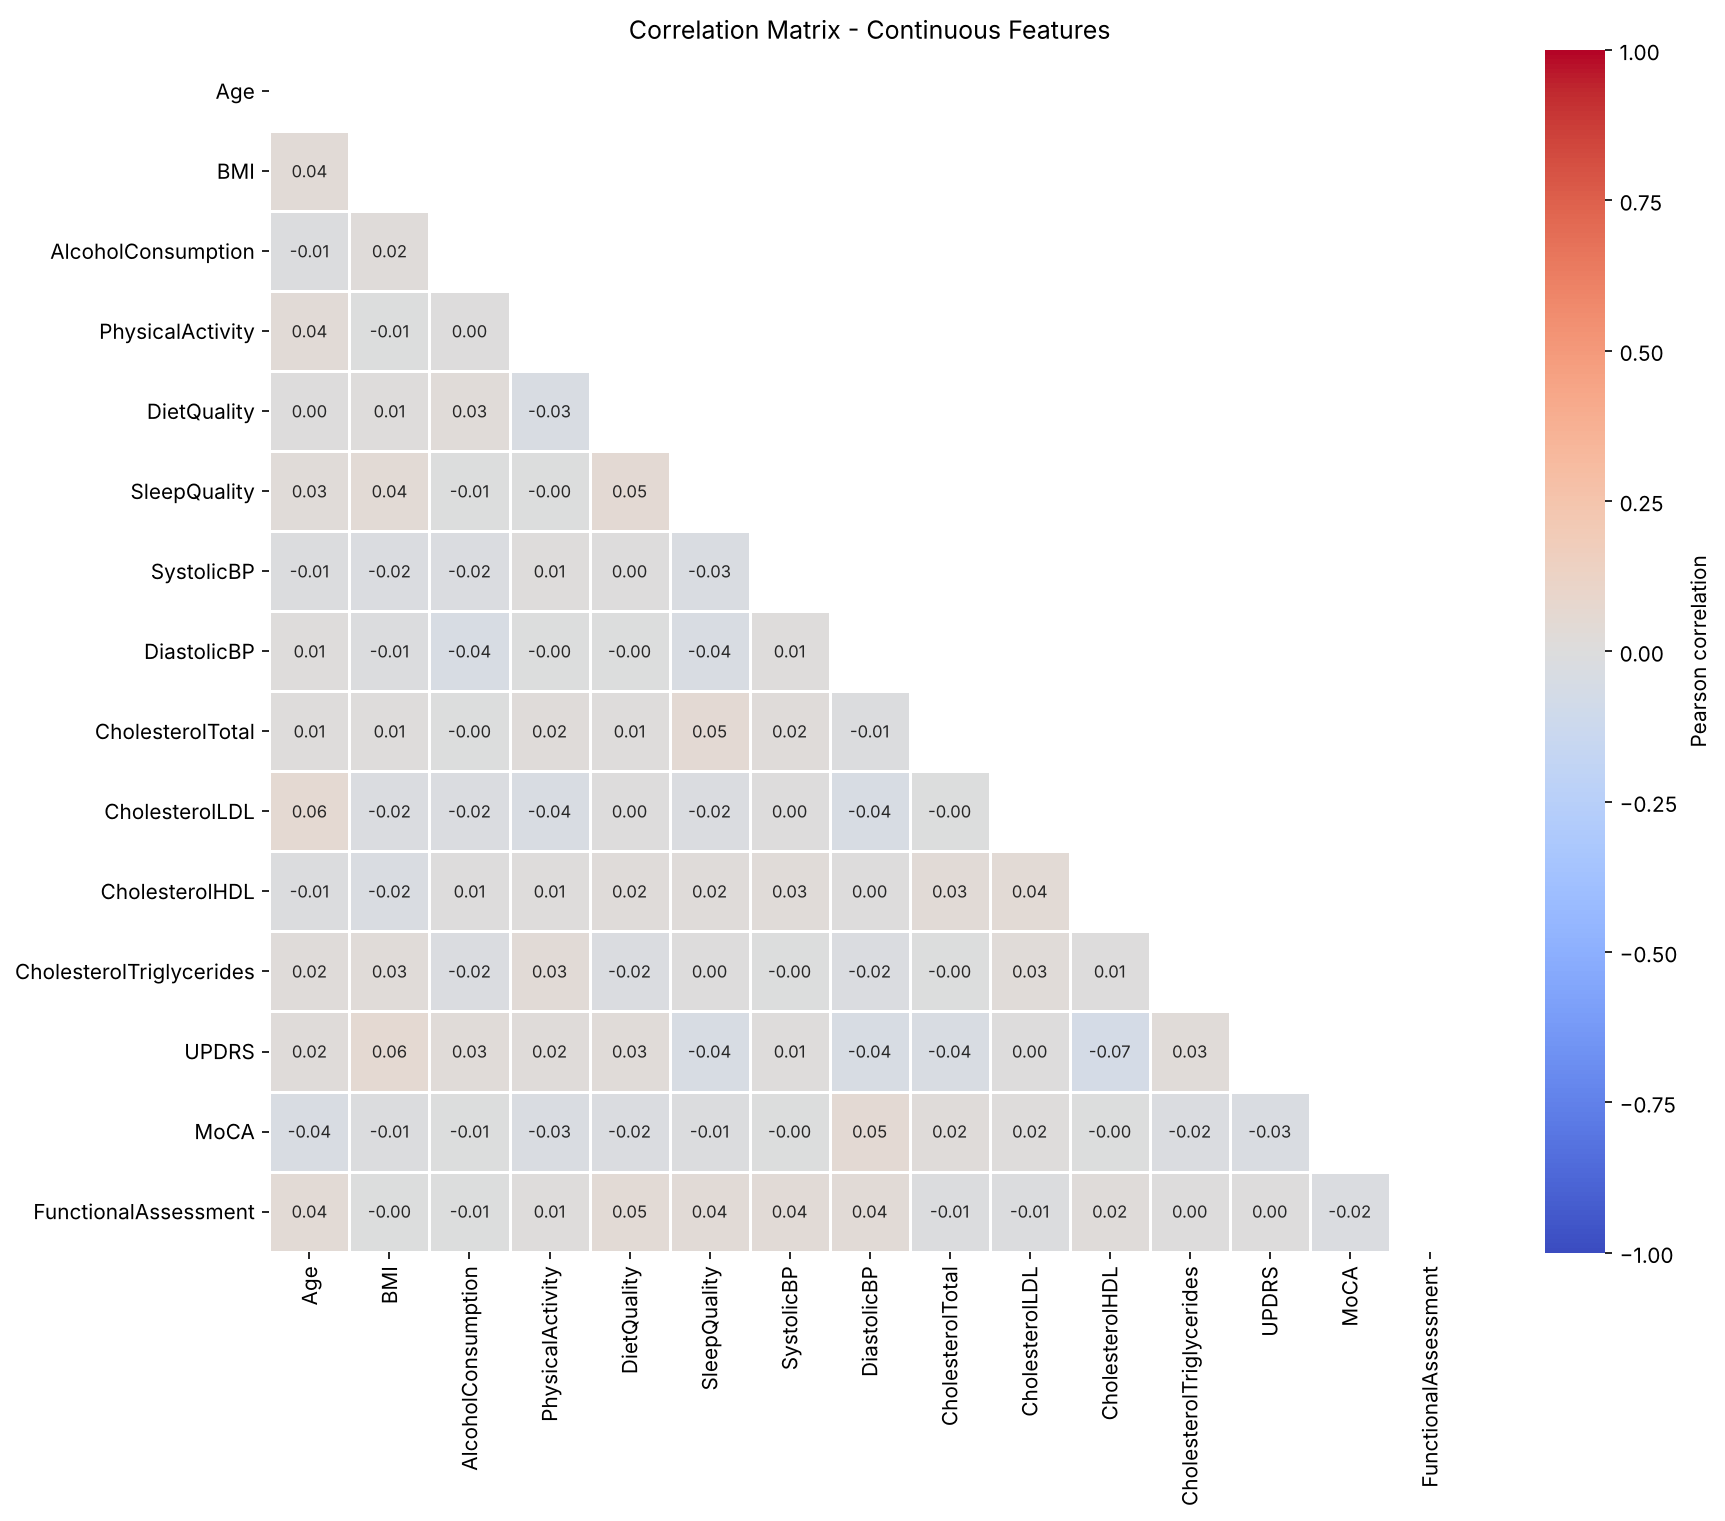 Correlation Matrix - Continuous Features
Age
BMI 0.04
AlcoholConsumption -0.01 0.02
PhysicalActivity 0.04 -0.01 0.00
DietQuality 0.00 0.01 0.03 -0.03
SleepQuality 0.03 0.04 -0.01 -0.00 0.05
SystolicBP -0.01 -0.02 -0.02 0.01 0.00 -0.03
DiastolicBP 0.01 -0.01 -0.04 -0.00 -0.00 -0.04 0.01
CholesterolTotal 0.01 0.01 -0.00 0.02 0.01 0.05 0.02 -0.01
CholesterolLDL 0.06 -0.02 -0.02 -0.04 0.00 -0.02 0.00 -0.04 -0.00
CholesterolHDL -0.01 -0.02 0.01 0.01 0.02 0.02 0.03 0.00 0.03 0.04
CholesterolTriglycerides 0.02 0.03 -0.02 0.03 -0.02 0.00 -0.00 -0.02 -0.00 0.03 0.01
UPDRS 0.02 0.06 0.03 0.02 0.03 -0.04 0.01 -0.04 -0.04 0.00 -0.07 0.03
MoCA -0.04 -0.01 -0.01 -0.03 -0.02 -0.01 -0.00 0.05 0.02 0.02 -0.00 -0.02 -0.03
FunctionalAssessment 0.04 -0.00 -0.01 0.01 0.05 0.04 0.04 0.04 -0.01 -0.01 0.02 0.00 0.00 -0.02
Age
BMI
AlcoholConsumption
PhysicalActivity
DietQuality
SleepQuality
SystolicBP
DiastolicBP
CholesterolTotal
CholesterolLDL
CholesterolHDL
CholesterolTriglycerides
UPDRS
MoCA
FunctionalAssessment
1.00
0.75
0.50
0.25
0.00
−0.25
−0.50
−0.75
−1.00
Pearson correlation